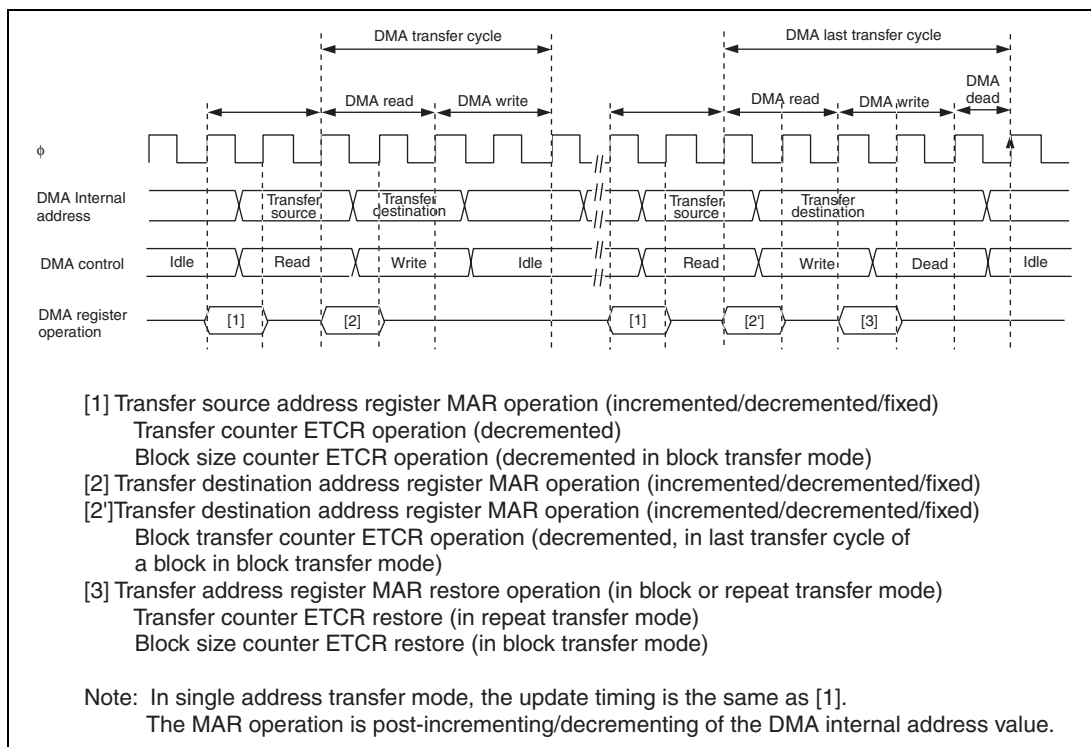 DMA transfer cycle
DMA last transfer cycle
DMA read
DMA write
DMA read
DMA write
DMA
dead
ϕ
DMA Internal
address
Transfer
source
Transfer
destination
Transfer
source
Transfer
destination
DMA control
Idle
Read
Write
Idle
Read
Write
Dead
Idle
DMA register
operation
[1]
[2]
[1]
[2']
[3]
[1] Transfer source address register MAR operation (incremented/decremented/fixed)
Transfer counter ETCR operation (decremented)
Block size counter ETCR operation (decremented in block transfer mode)
[2] Transfer destination address register MAR operation (incremented/decremented/fixed)
[2']Transfer destination address register MAR operation (incremented/decremented/fixed)
Block transfer counter ETCR operation (decremented, in last transfer cycle of
a block in block transfer mode)
[3] Transfer address register MAR restore operation (in block or repeat transfer mode)
Transfer counter ETCR restore (in repeat transfer mode)
Block size counter ETCR restore (in block transfer mode)
Note: In single address transfer mode, the update timing is the same as [1].
The MAR operation is post-incrementing/decrementing of the DMA internal address value.